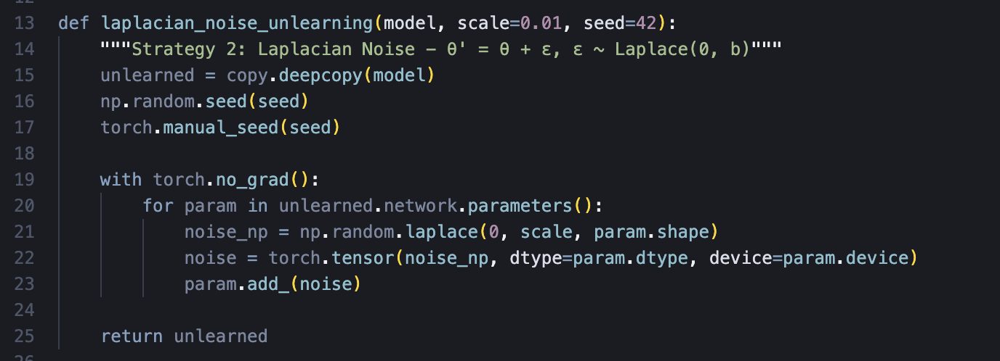 13 def laplacian_noise_unlearning(model, scale=0.01, seed=42):
14     """Strategy 2: Laplacian Noise – θ' = θ + ε, ε ~ Laplace(0, b)"""
15     unlearned = copy.deepcopy(model)
16     np.random.seed(seed)
17     torch.manual_seed(seed)
18
19     with torch.no_grad():
20         for param in unlearned.network.parameters():
21             noise_np = np.random.laplace(0, scale, param.shape)
22             noise = torch.tensor(noise_np, dtype=param.dtype, device=param.device)
23             param.add_(noise)
24
25     return unlearned